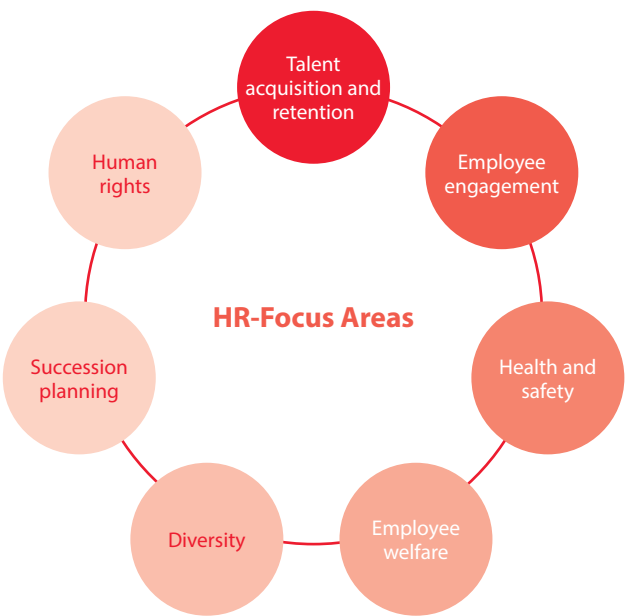 Talent
acquisition and
retention
Employee
engagement
Health and
safety
Employee
welfare
Diversity
Succession
planning
Human
rights
HR-Focus Areas